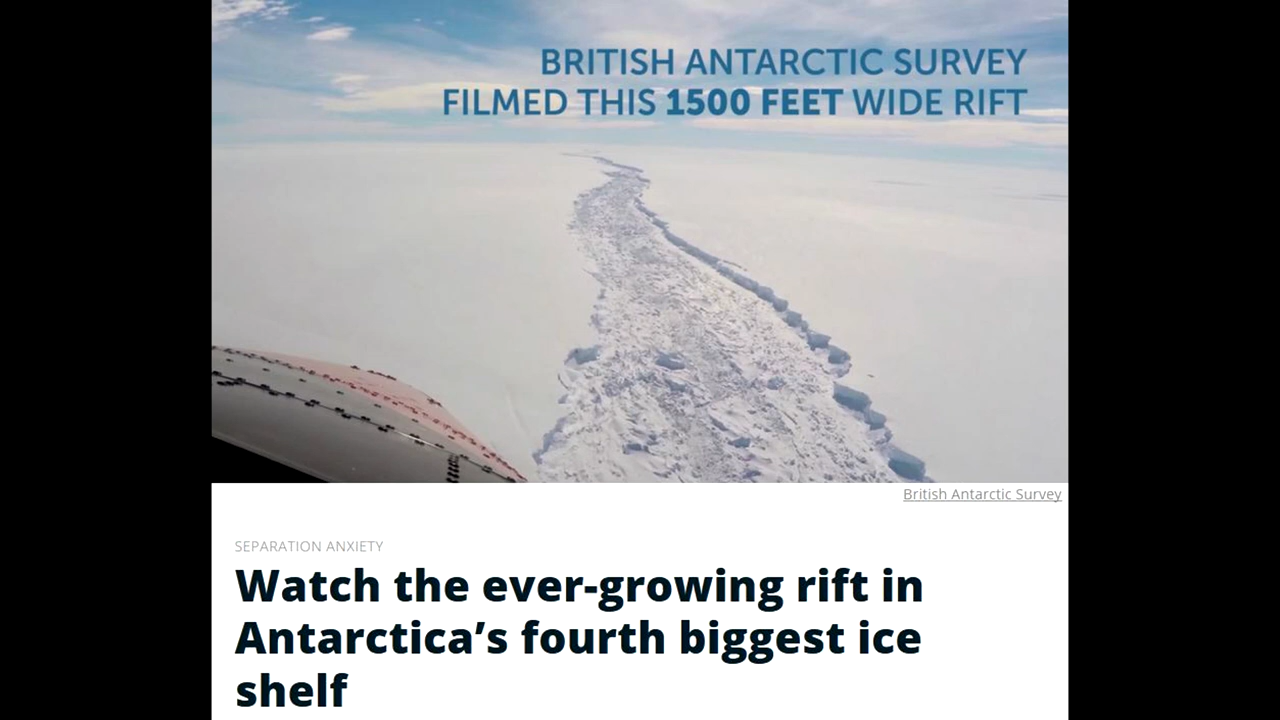 BRITISH ANTARCTIC SURVEY
FILMED THIS 1500 FEET WIDE RIFT
British Antarctic Survey
SEPARATION ANXIETY
Watch the ever-growing rift in
Antarctica’s fourth biggest ice
shelf